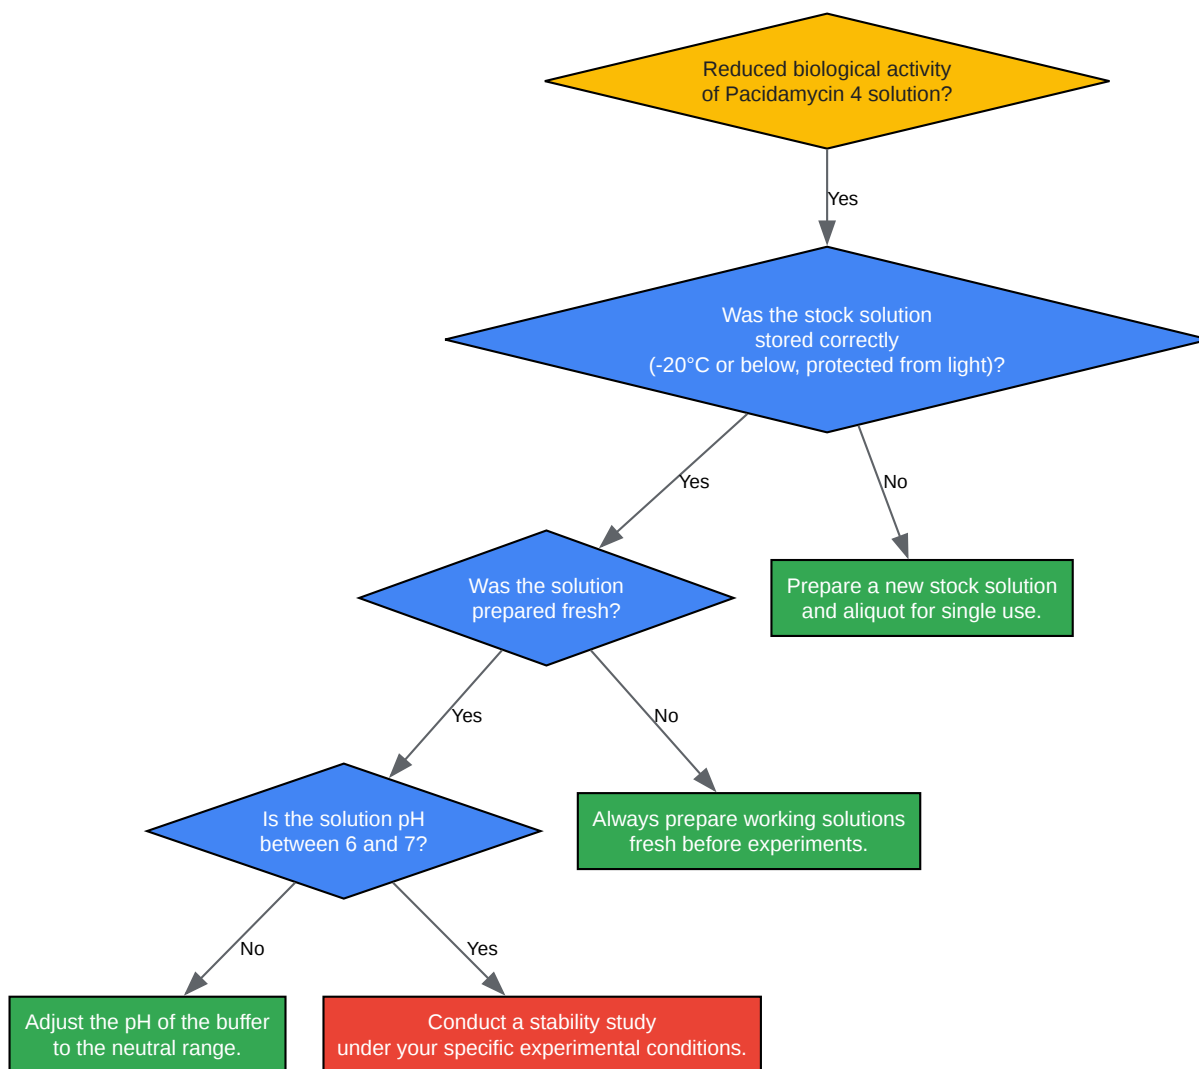 Reduced biological activity
of Pacidamycin 4 solution?
Yes
Was the stock solution
stored correctly
(-20°C or below, protected from light)?
Yes
No
Was the solution
prepared fresh?
Prepare a new stock solution
and aliquot for single use.
Yes
No
Is the solution pH
between 6 and 7?
Always prepare working solutions
fresh before experiments.
No
Yes
Adjust the pH of the buffer
to the neutral range.
Conduct a stability study
under your specific experimental conditions.